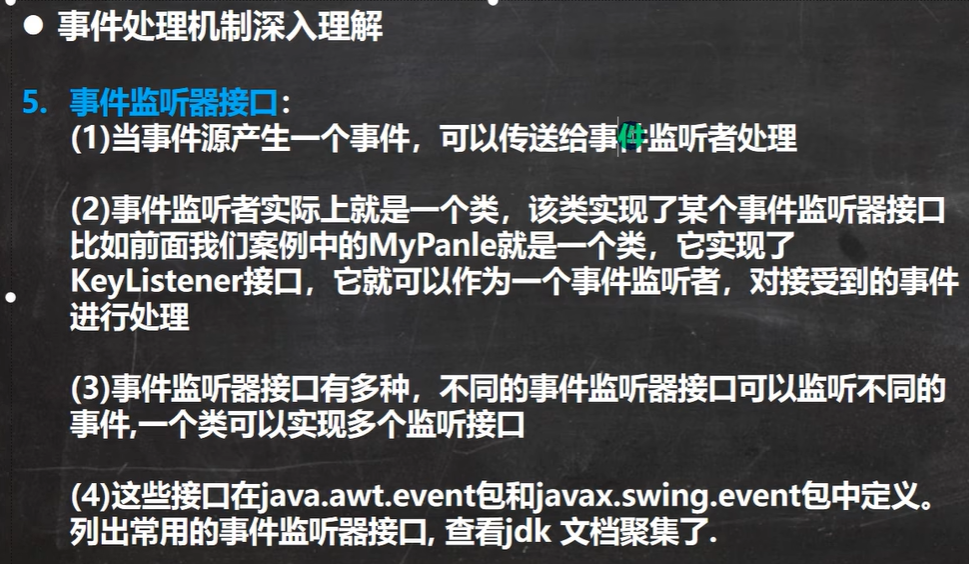 ● 事件处理机制深入理解
5. 事件监听器接口：
(1)当事件源产生一个事件，可以传送给事件监听者处理
(2)事件监听者实际上就是一个类，该类实现了某个事件监听器接口
比如前面我们案例中的MyPanle就是一个类，它实现了
KeyListener接口，它就可以作为一个事件监听者，对接受到的事件
进行处理
(3)事件监听器接口有多种，不同的事件监听器接口可以监听不同的
事件,一个类可以实现多个监听接口
(4)这些接口在java.awt.event包和javax.swing.event包中定义。
列出常用的事件监听器接口, 查看jdk 文档聚集了.